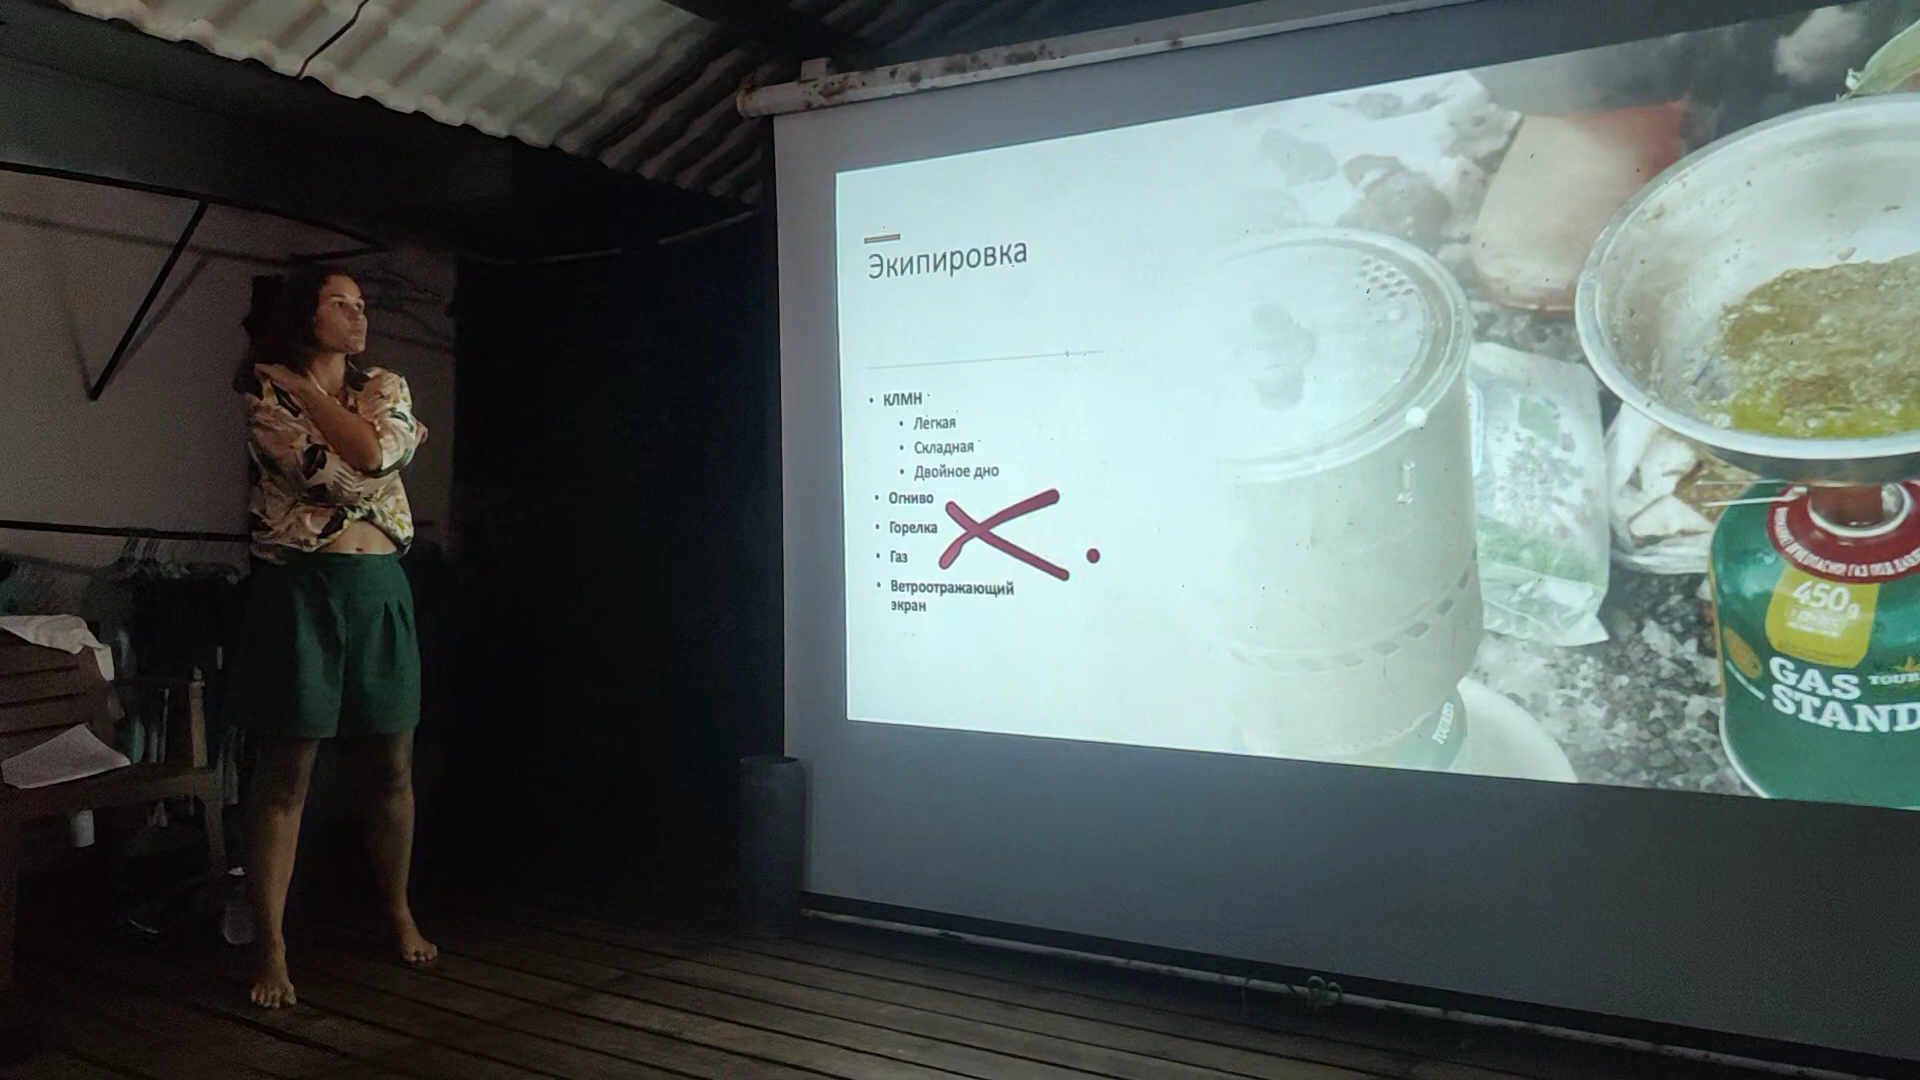 Экипировка
КЛМН
Легкая
Складная
Двойное дно
Огниво
Горелка
Газ
Ветроотражающий
экран
450g
GAS
STAND